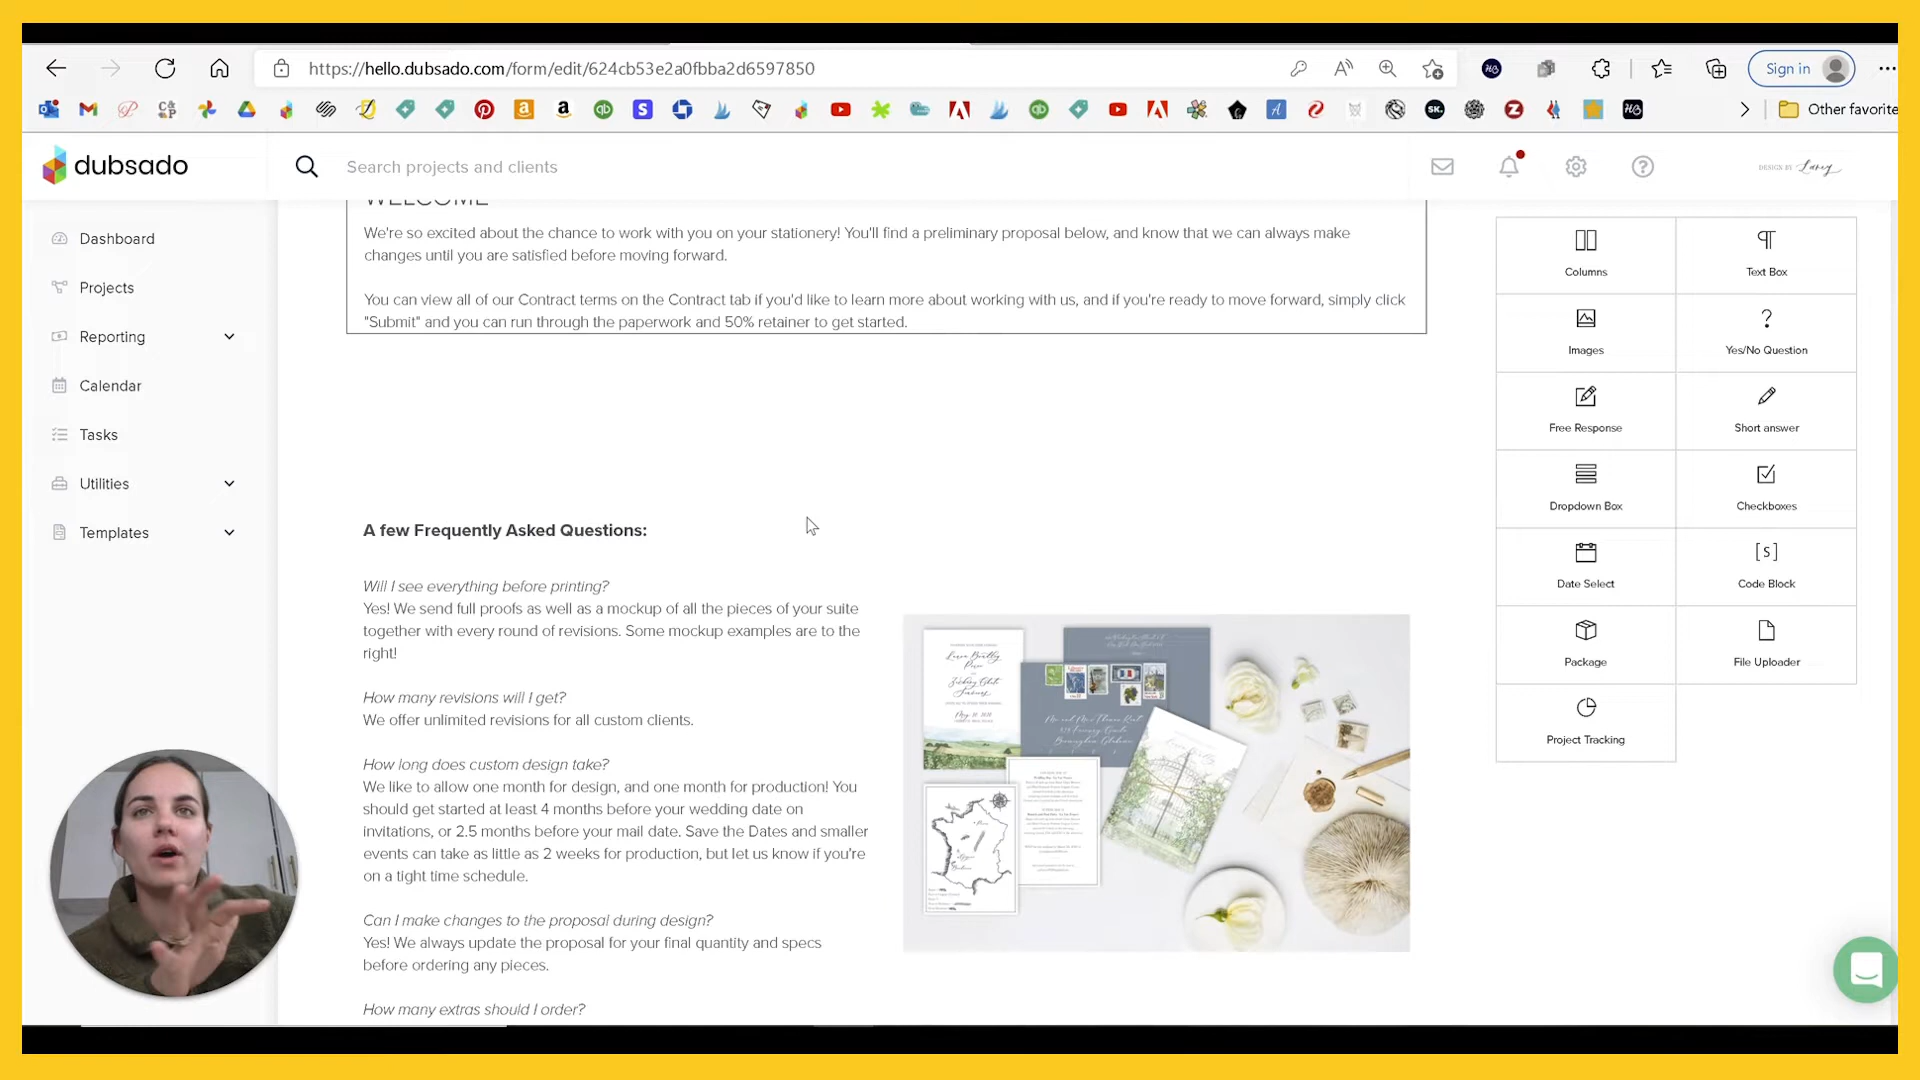 https://hello.dubsado.com/form/edit/624cb53e2a0fbba2d6597850
Sign in
Other favorite
dubsado
Search projects and clients
DESIGN BY Laney
Dashboard
Projects
Reporting
Calendar
Tasks
Utilities
Templates
WELCOME
We're so excited about the chance to work with you on your stationery! You'll find a preliminary proposal below, and know that we can always make
changes until you are satisfied before moving forward.
You can view all of our Contract terms on the Contract tab if you'd like to learn more about working with us, and if you're ready to move forward, simply click
"Submit" and you can run through the paperwork and 50% retainer to get started.
A few Frequently Asked Questions:
Will I see everything before printing?
Yes! We send full proofs as well as a mockup of all the pieces of your suite
together with every round of revisions. Some mockup examples are to the
right!
How many revisions will I get?
We offer unlimited revisions for all custom clients.
How long does custom design take?
We like to allow one month for design, and one month for production! You
should get started at least 4 months before your wedding date on
invitations, or 2.5 months before your mail date. Save the Dates and smaller
events can take as little as 2 weeks for production, but let us know if you're
on a tight time schedule.
Can I make changes to the proposal during design?
Yes! We always update the proposal for your final quantity and specs
before ordering any pieces.
How many extras should I order?
Columns
Text Box
Images
Yes/No Question
Free Response
Short answer
Dropdown Box
Checkboxes
Date Select
Code Block
Package
File Uploader
Project Tracking